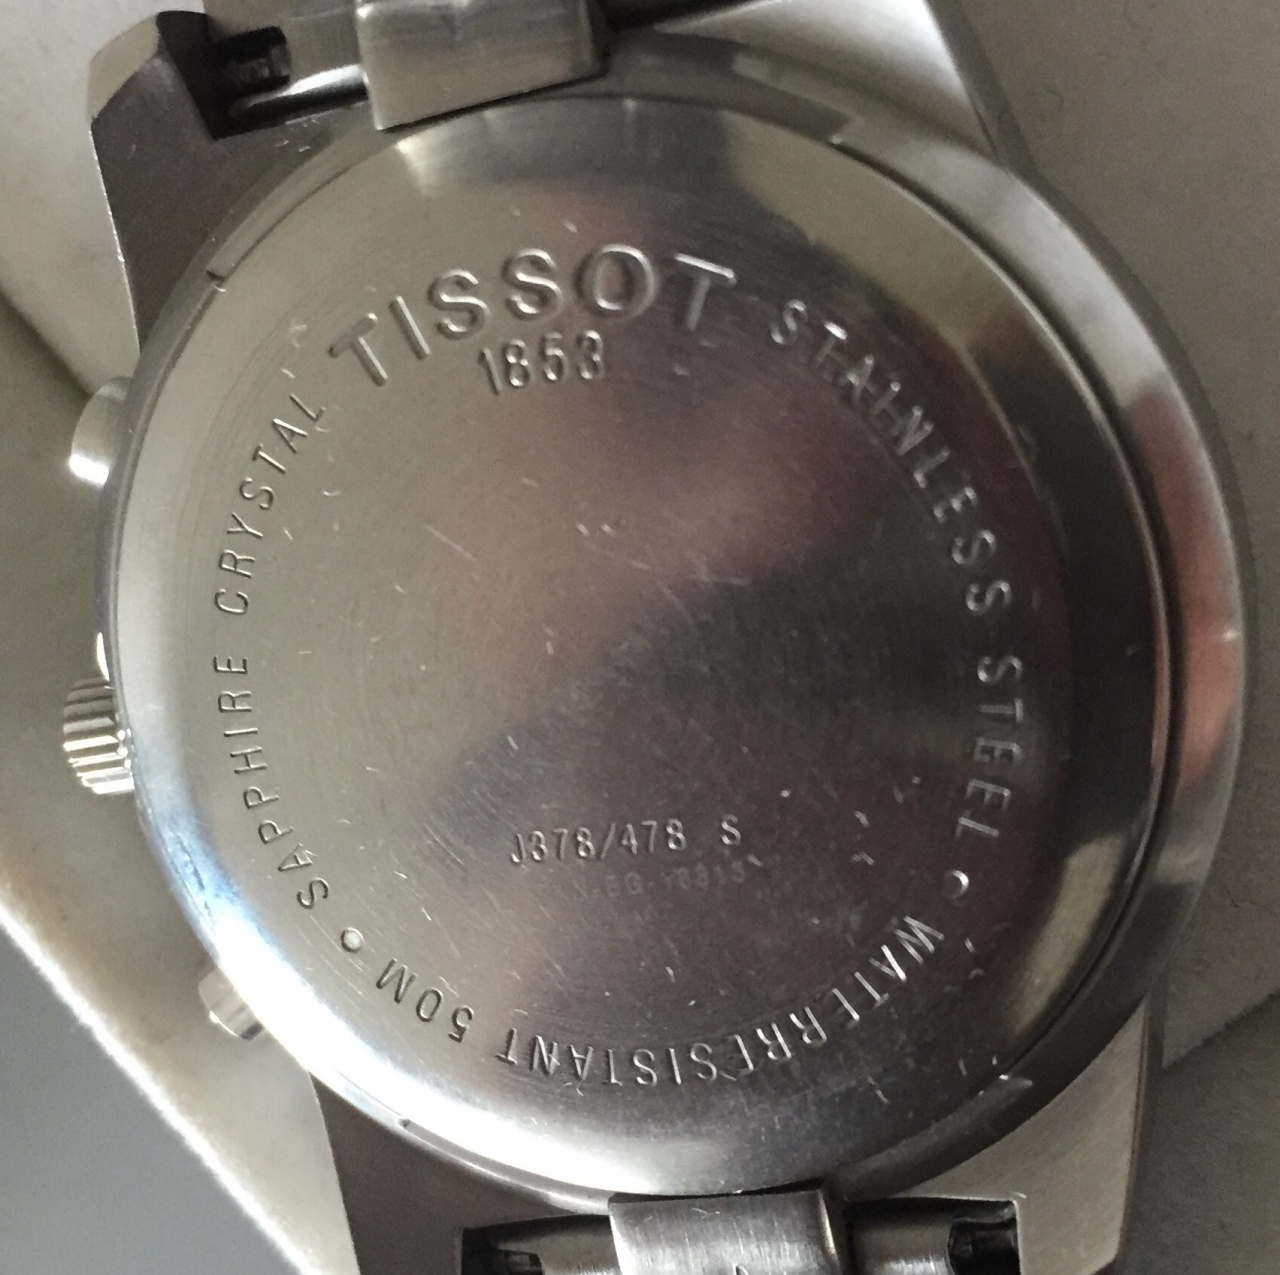 TISSOT
1853
STAINLESS STEEL • WATERRESISTANT 50M • SAPPHIRE CRYSTAL
J378/478 S